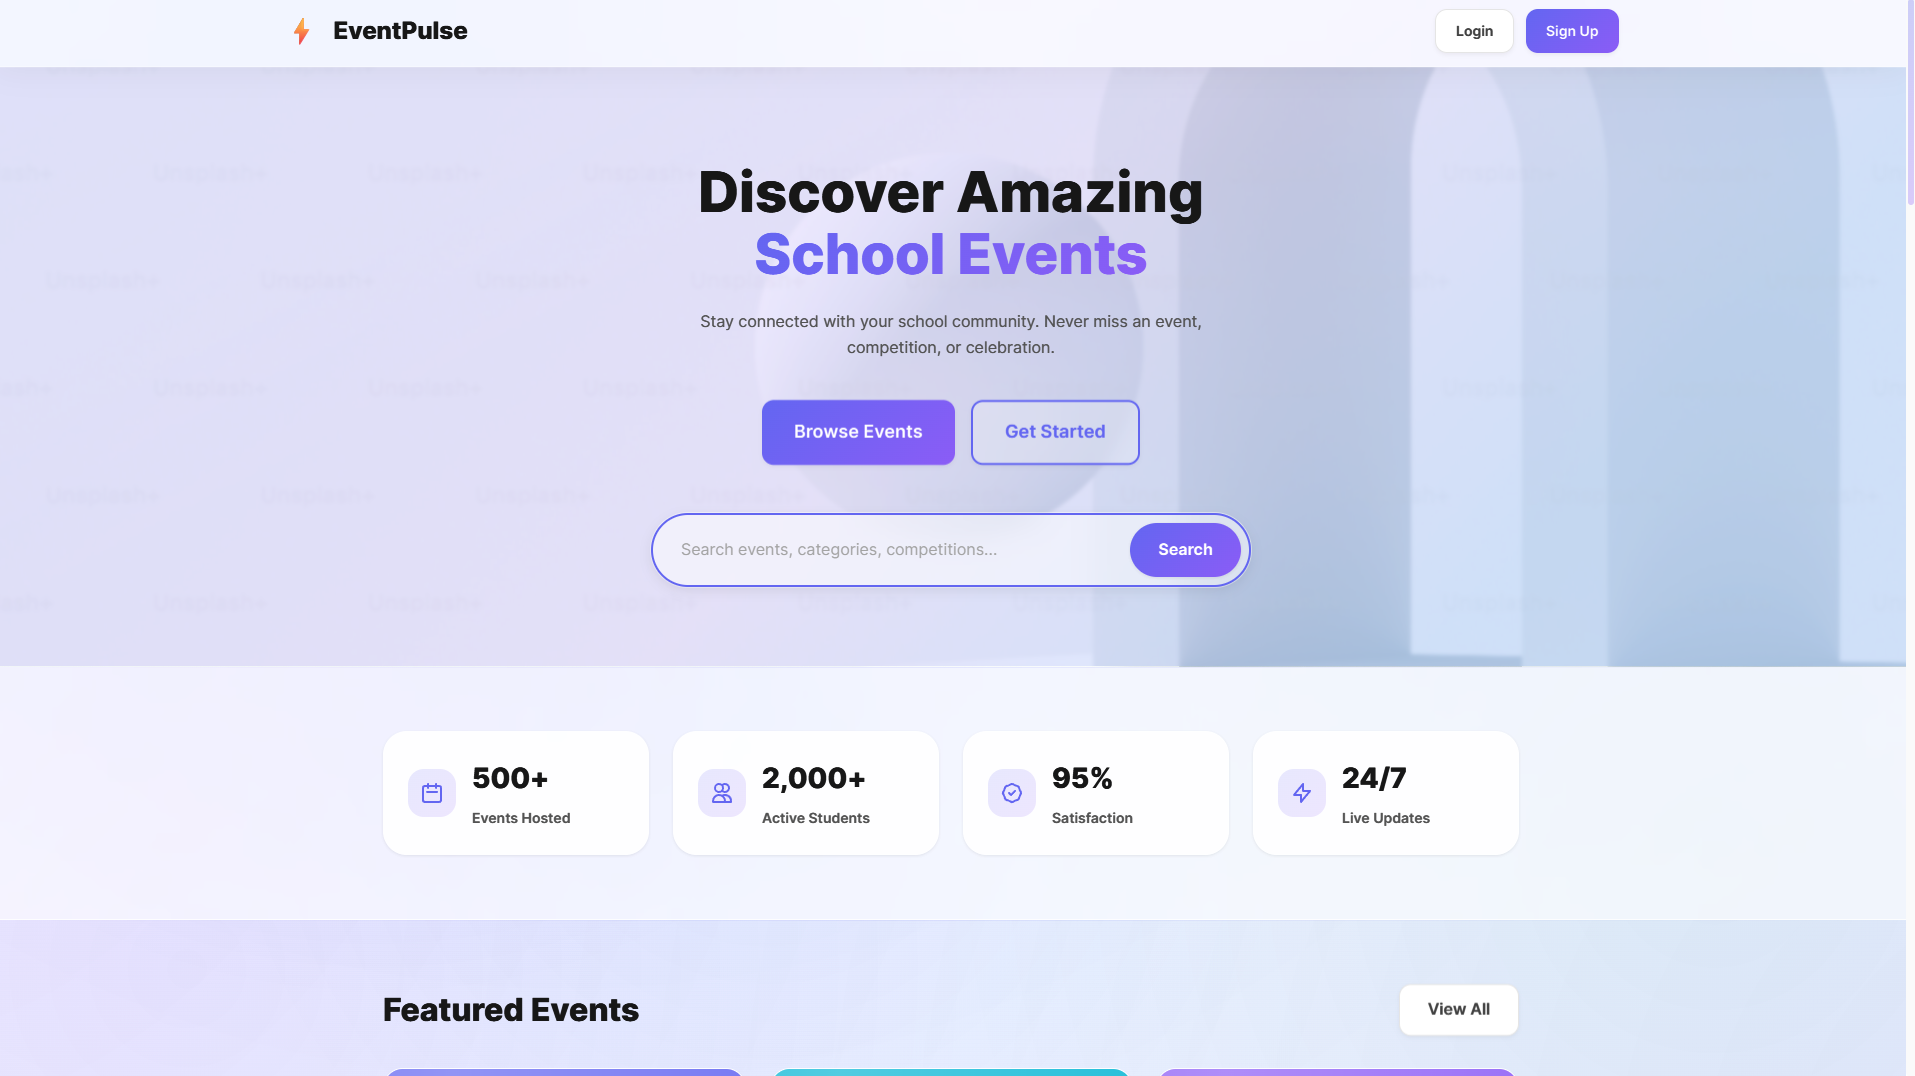 EventPulse
Login
Sign Up
Discover Amazing
School Events
Stay connected with your school community. Never miss an event,
competition, or celebration.
Browse Events
Get Started
Search events, categories, competitions...
Search
500+
Events Hosted
2,000+
Active Students
95%
Satisfaction
24/7
Live Updates
Featured Events
View All